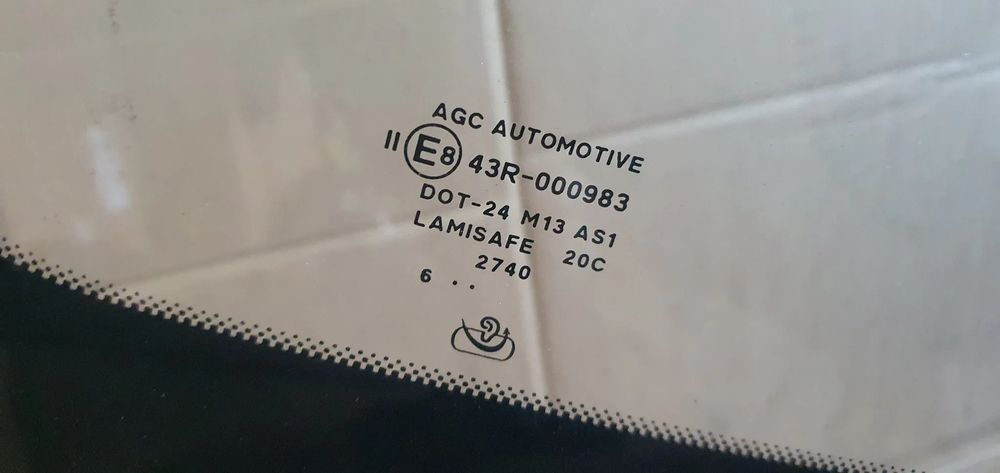 AGC AUTOMOTIVE
II E8 43R-000983
DOT-24 M13 AS1
LAMISAFE 20C
2740
6 ..